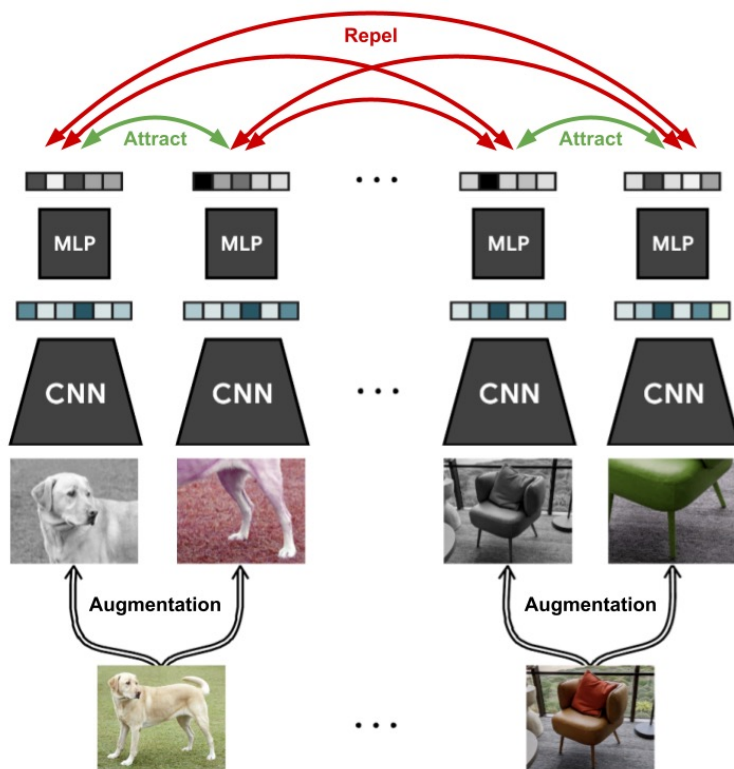 Repel
Attract Attract
MLP MLP MLP MLP
CNN CNN CNN CNN
Augmentation Augmentation